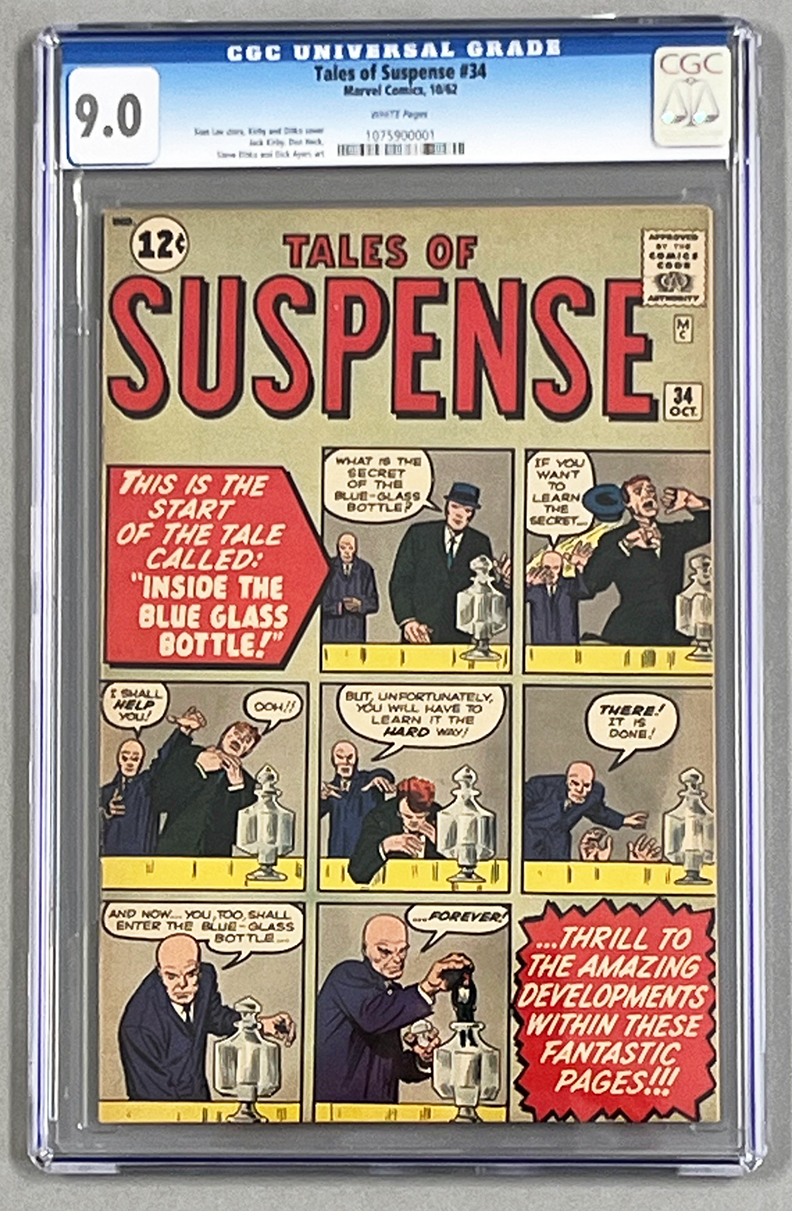 CGC UNIVERSAL GRADE
Tales of Suspense #34
Marvel Comics, 10/62
9.0
WHITE Pages
CGC
1075900001
Stan Lee story, Kirby and Ditko cover
Jack Kirby, Don Heck,
Steve Ditko and Dick Ayers art
IND.
12¢
TALES OF
SUSPENSE
APPROVED
BY THE
COMICS
CODE
CA
AUTHORITY
M
C
34
OCT.
THIS IS THE
START
OF THE TALE
CALLED:
"INSIDE THE
BLUE GLASS
BOTTLE!"
WHAT IS THE
SECRET
OF THE
BLUE-GLASS
BOTTLE?
IF YOU
WANT
TO
LEARN
THE
SECRET...
I SHALL
HELP
YOU!
OOH!!
BUT, UNFORTUNATELY,
YOU WILL HAVE TO
LEARN IT THE
HARD WAY!
THERE!
IT IS
DONE!
AND NOW... YOU, TOO, SHALL
ENTER THE BLUE-GLASS
BOTTLE...
...FOREVER!
...THRILL TO
THE AMAZING
DEVELOPMENTS
WITHIN THESE
FANTASTIC
PAGES!!!